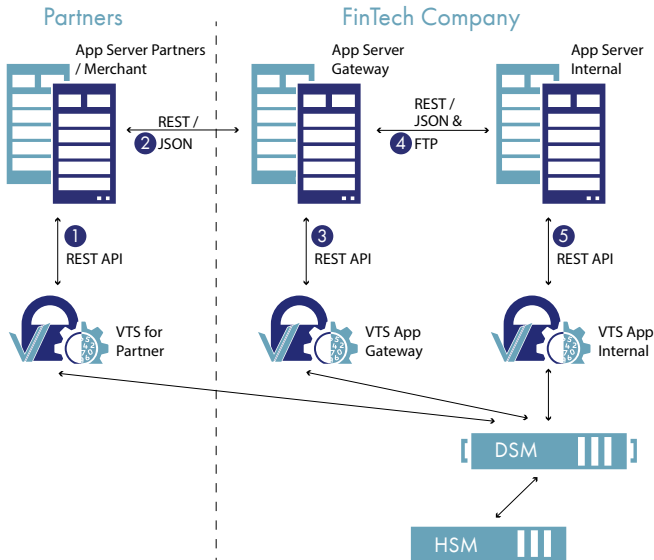 Partners
FinTech Company
App Server Partners
/ Merchant
App Server
Gateway
App Server
Internal
REST /
2 JSON
REST /
JSON &
4 FTP
1
REST API
3
REST API
5
REST API
VTS for
Partner
VTS App
Gateway
VTS App
Internal
DSM
HSM